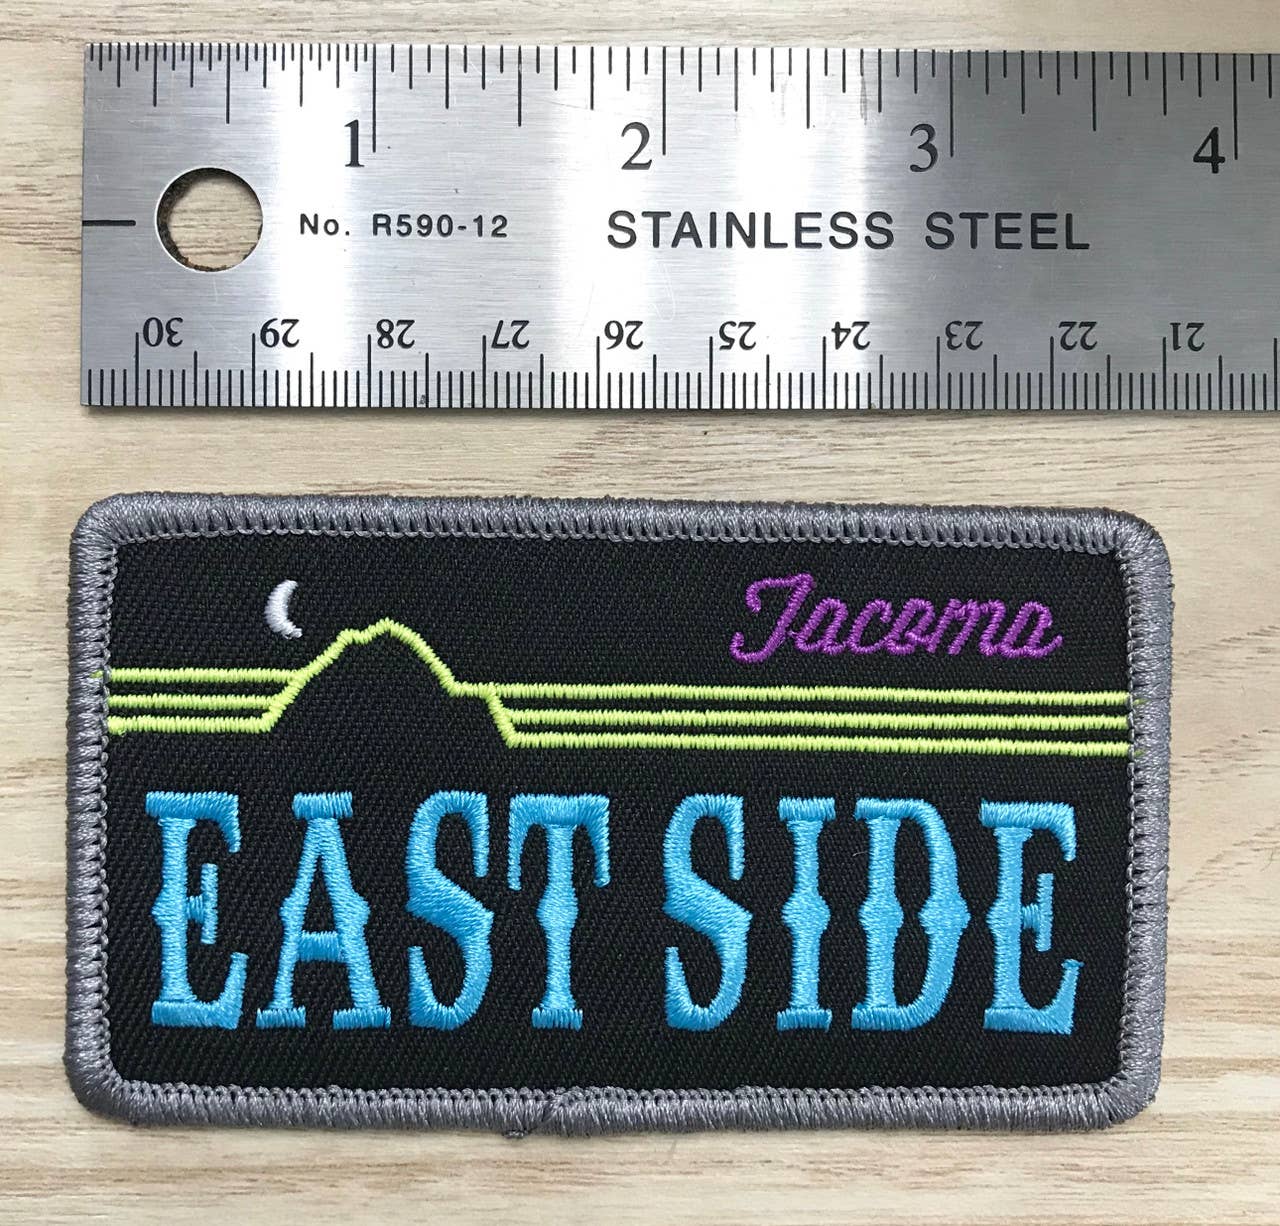 1 2 3 4
No. R590-12 STAINLESS STEEL
30 29 28 27 26 25 24 23 22 21
Tacoma
EAST SIDE